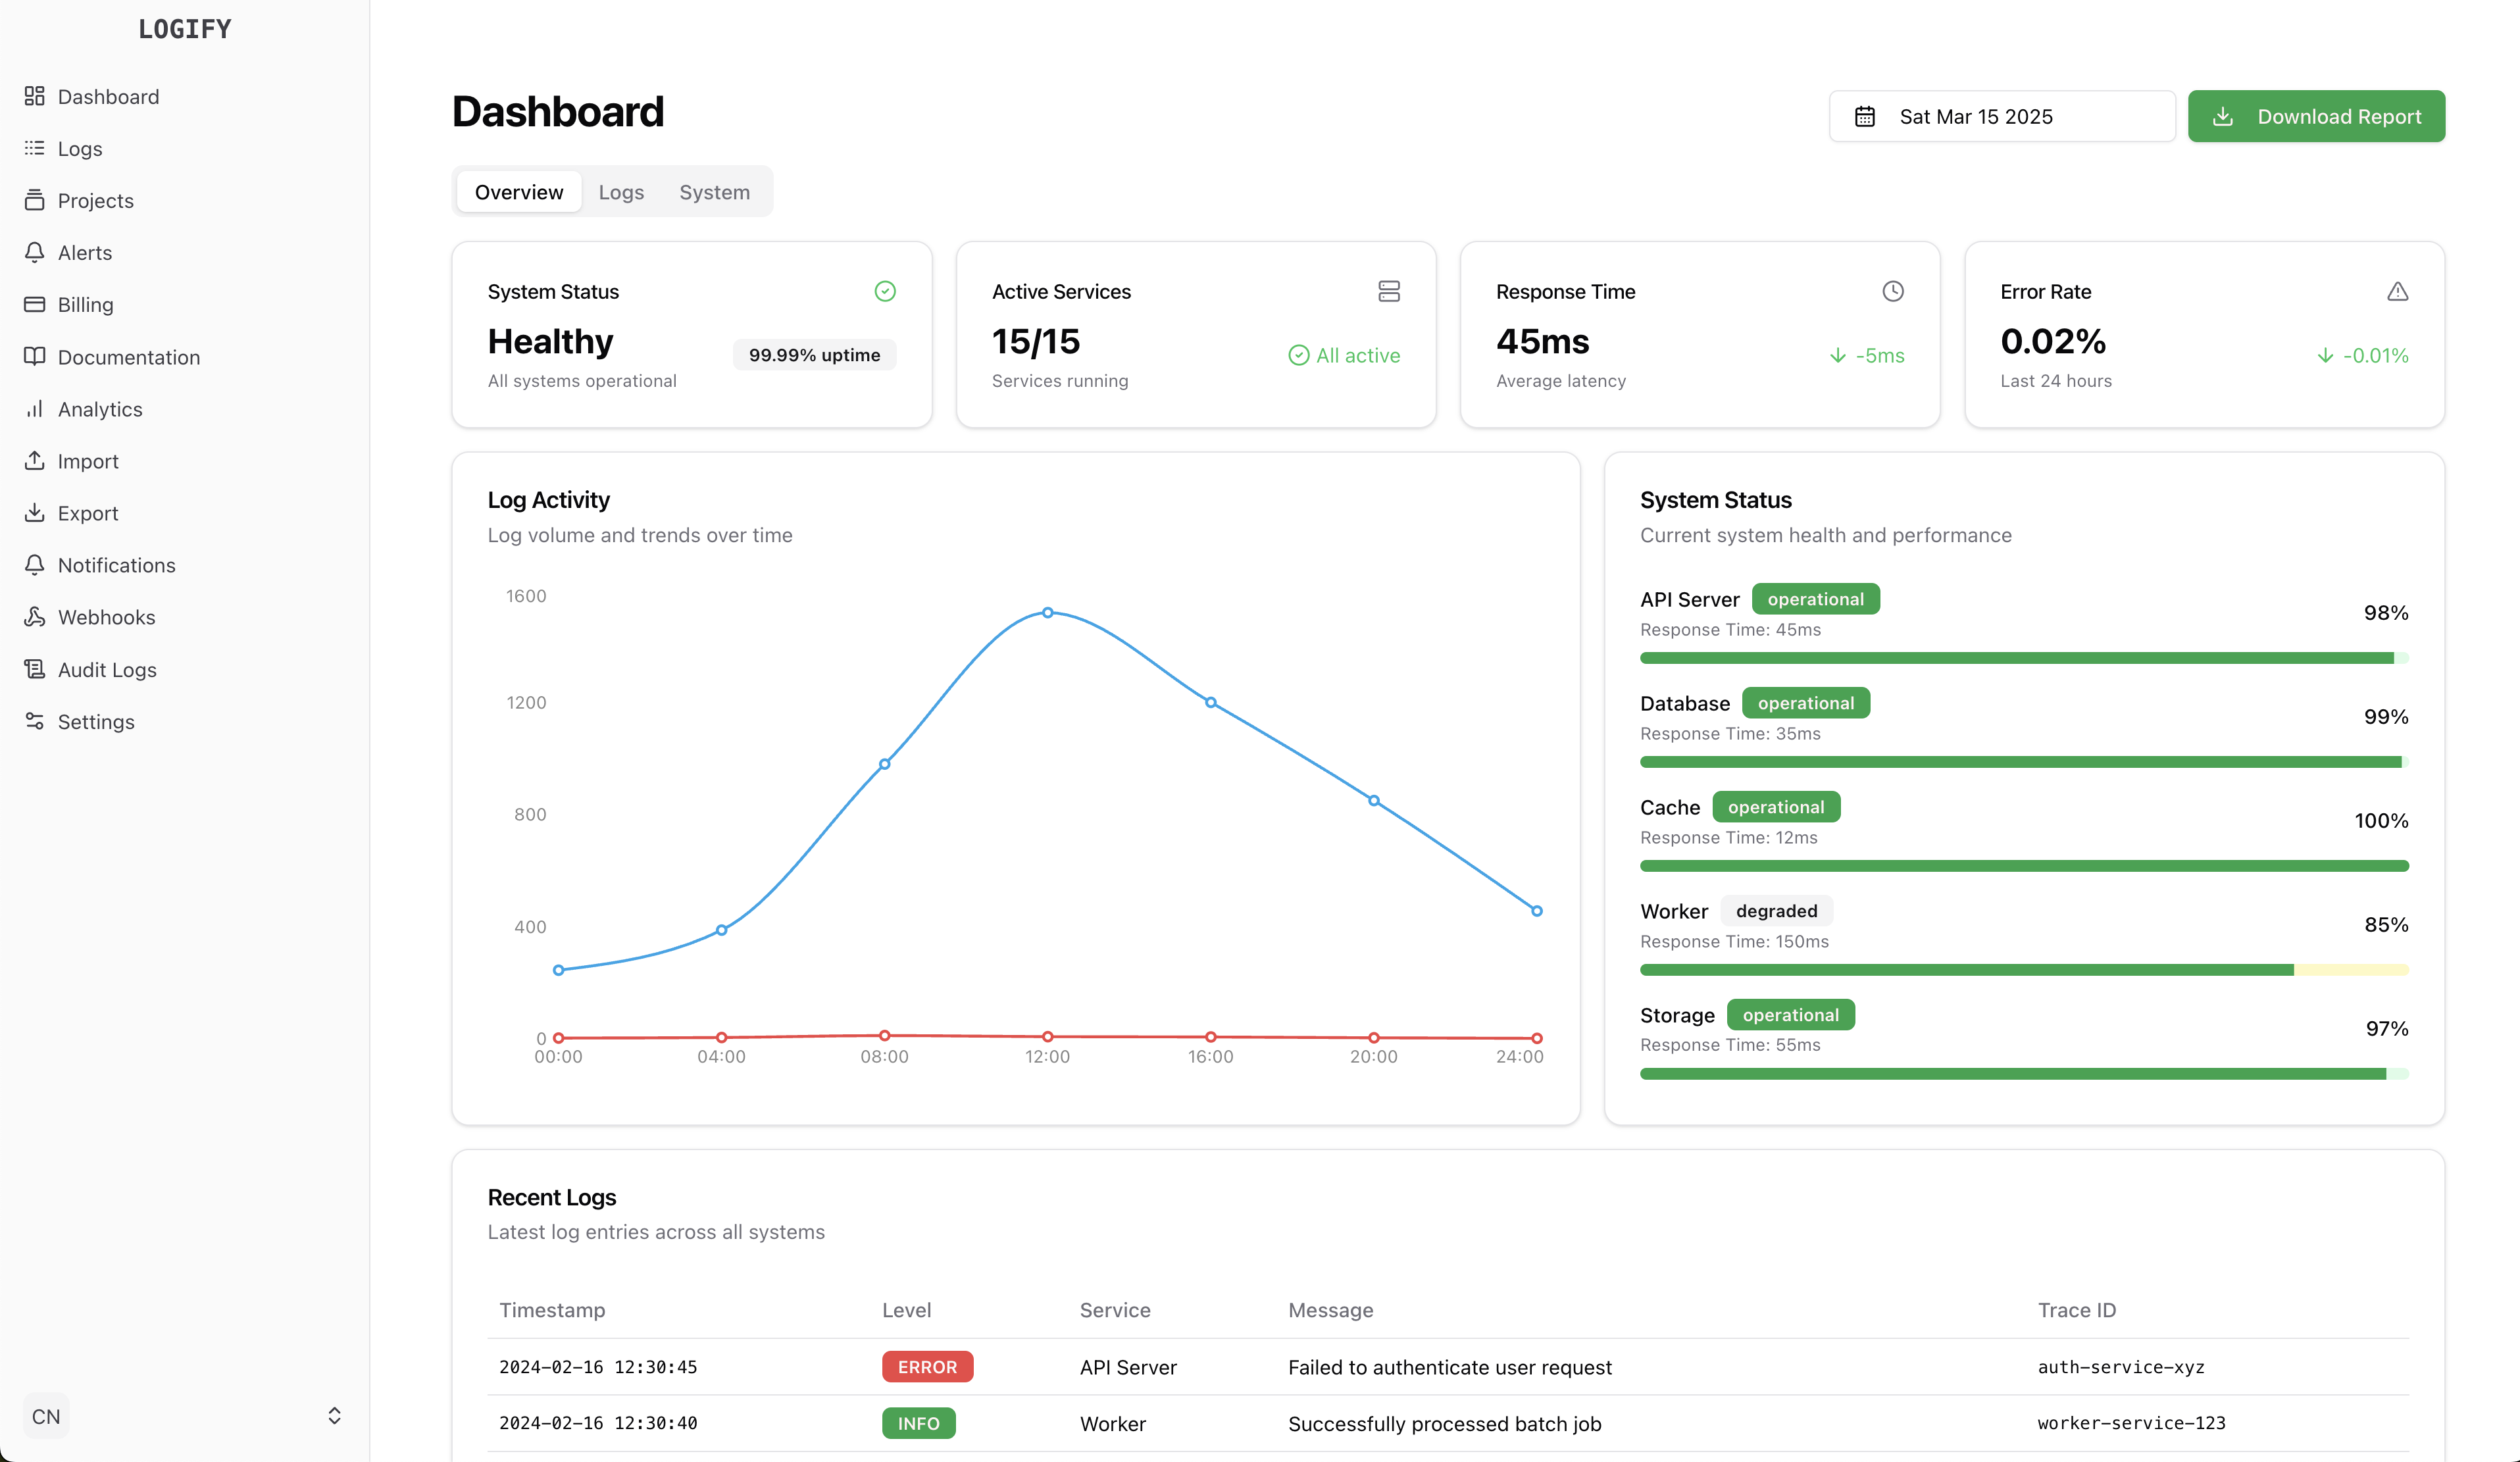 LOGIFY
Dashboard
Logs
Projects
Alerts
Billing
Documentation
Analytics
Import
Export
Notifications
Webhooks
Audit Logs
Settings
CN
Dashboard
Sat Mar 15 2025
Download Report
Overview Logs System
System Status
Healthy
99.99% uptime
All systems operational
Active Services
15/15
All active
Services running
Response Time
45ms
-5ms
Average latency
Error Rate
0.02%
-0.01%
Last 24 hours
Log Activity
Log volume and trends over time
1600
1200
800
400
0
00:00 04:00 08:00 12:00 16:00 20:00 24:00
System Status
Current system health and performance
API Server operational
98%
Response Time: 45ms
Database operational
99%
Response Time: 35ms
Cache operational
100%
Response Time: 12ms
Worker degraded
85%
Response Time: 150ms
Storage operational
97%
Response Time: 55ms
Recent Logs
Latest log entries across all systems
Timestamp Level Service Message Trace ID
2024-02-16 12:30:45 ERROR API Server Failed to authenticate user request auth-service-xyz
2024-02-16 12:30:40 INFO Worker Successfully processed batch job worker-service-123